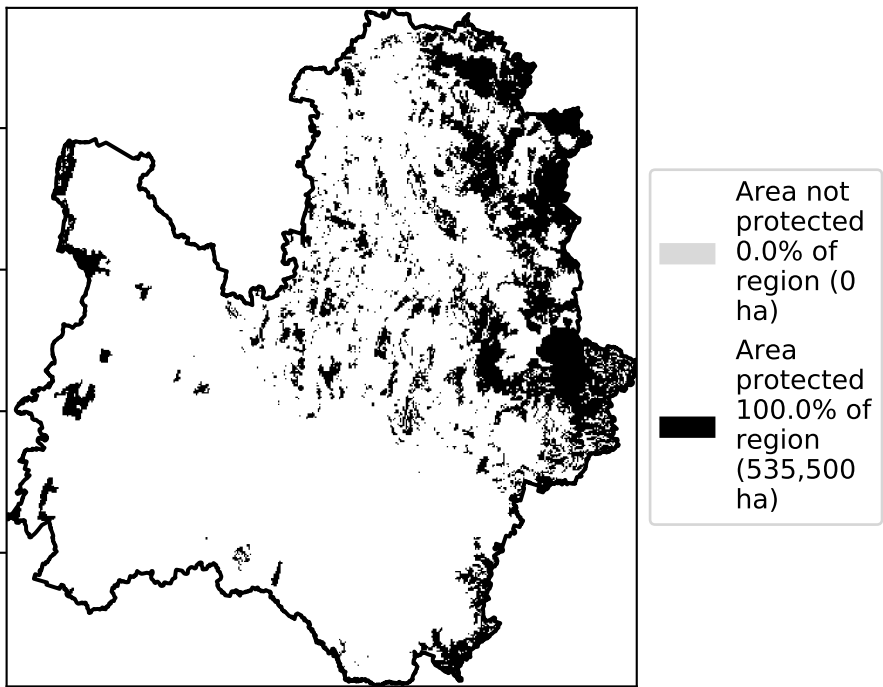 Area not
protected
0.0% of
region (0
ha)
Area
protected
100.0% of
region
(535,500
ha)